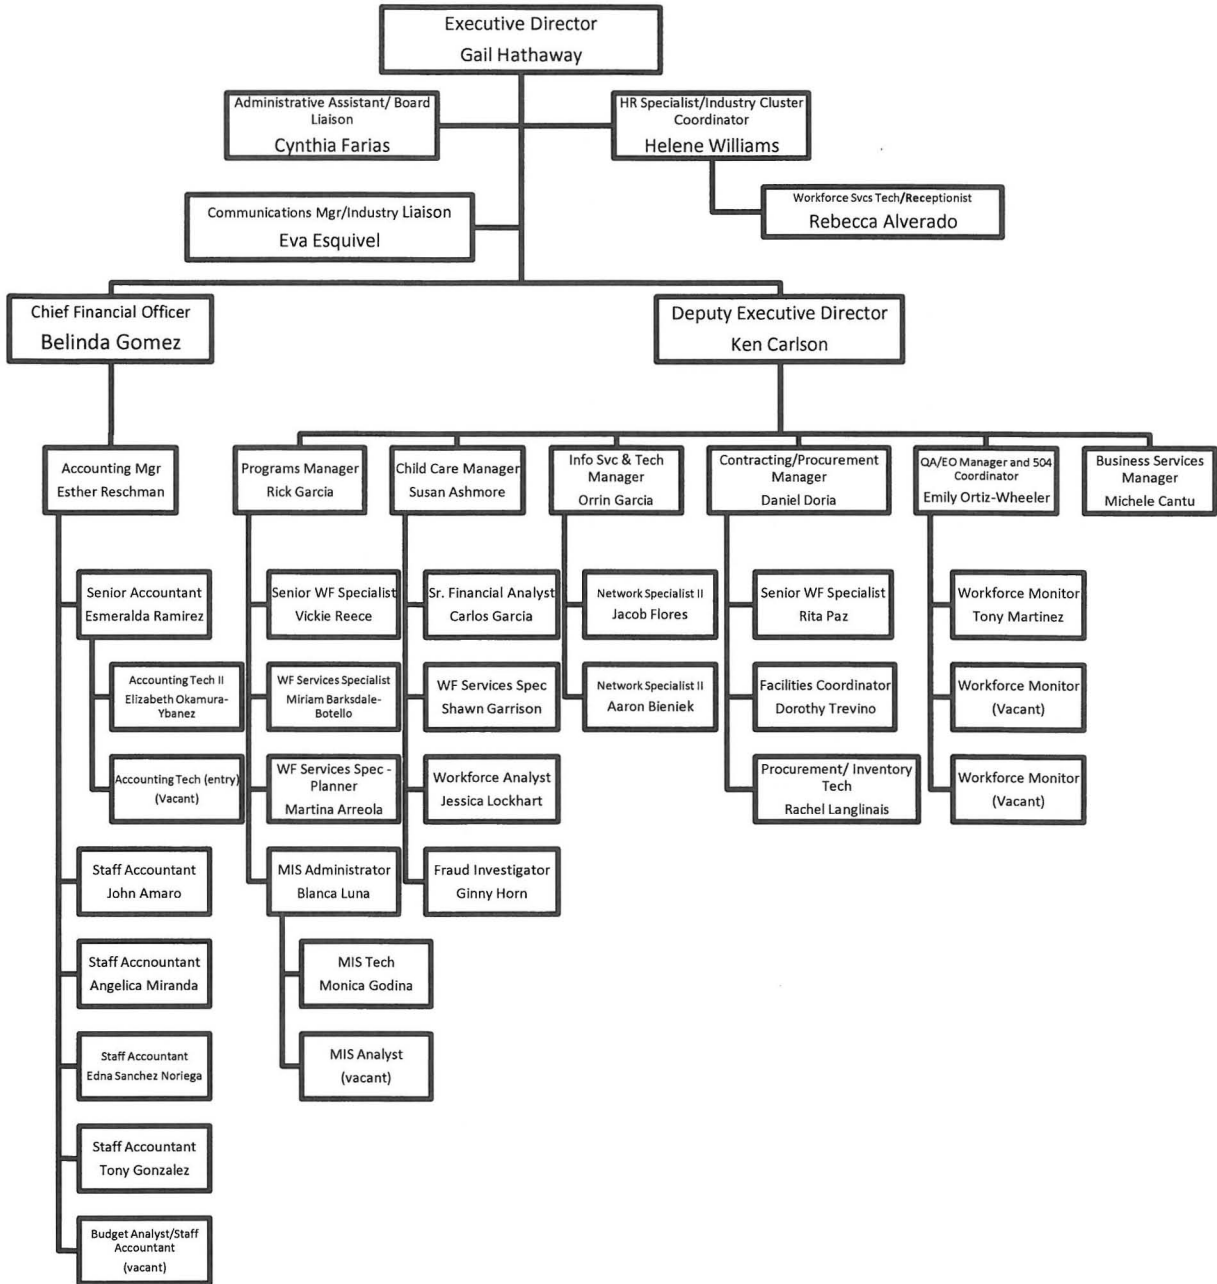 Executive Director
Gail Hathaway
Administrative Assistant/ Board
Liaison
Cynthia Farias
HR Specialist/Industry Cluster
Coordinator
Helene Williams
Workforce Svcs Tech/Receptionist
Rebecca Alverado
Communications Mgr/Industry Liaison
Eva Esquivel
Chief Financial Officer
Belinda Gomez
Deputy Executive Director
Ken Carlson
Accounting Mgr
Esther Reschman
Programs Manager
Rick Garcia
Child Care Manager
Susan Ashmore
Info Svc & Tech
Manager
Orrin Garcia
Contracting/Procurement
Manager
Daniel Doria
QA/EO Manager and 504
Coordinator
Emily Ortiz-Wheeler
Business Services
Manager
Michele Cantu
Senior Accountant
Esmeralda Ramirez
Senior WF Specialist
Vickie Reece
Sr. Financial Analyst
Carlos Garcia
Network Specialist II
Jacob Flores
Senior WF Specialist
Rita Paz
Workforce Monitor
Tony Martinez
Accounting Tech II
Elizabeth Okamura-
Ybanez
WF Services Specialist
Miriam Barksdale-
Botello
WF Services Spec
Shawn Garrison
Network Specialist II
Aaron Bieniek
Facilities Coordinator
Dorothy Trevino
Workforce Monitor
(Vacant)
Accounting Tech (entry)
(Vacant)
WF Services Spec -
Planner
Martina Arreola
Workforce Analyst
Jessica Lockhart
Procurement/ Inventory
Tech
Rachel Langlinais
Workforce Monitor
(Vacant)
Staff Accountant
John Amaro
MIS Administrator
Blanca Luna
Fraud Investigator
Ginny Horn
Staff Accnountant
Angelica Miranda
MIS Tech
Monica Godina
Staff Accountant
Edna Sanchez Noriega
MIS Analyst
(vacant)
Staff Accountant
Tony Gonzalez
Budget Analyst/Staff
Accountant
(vacant)